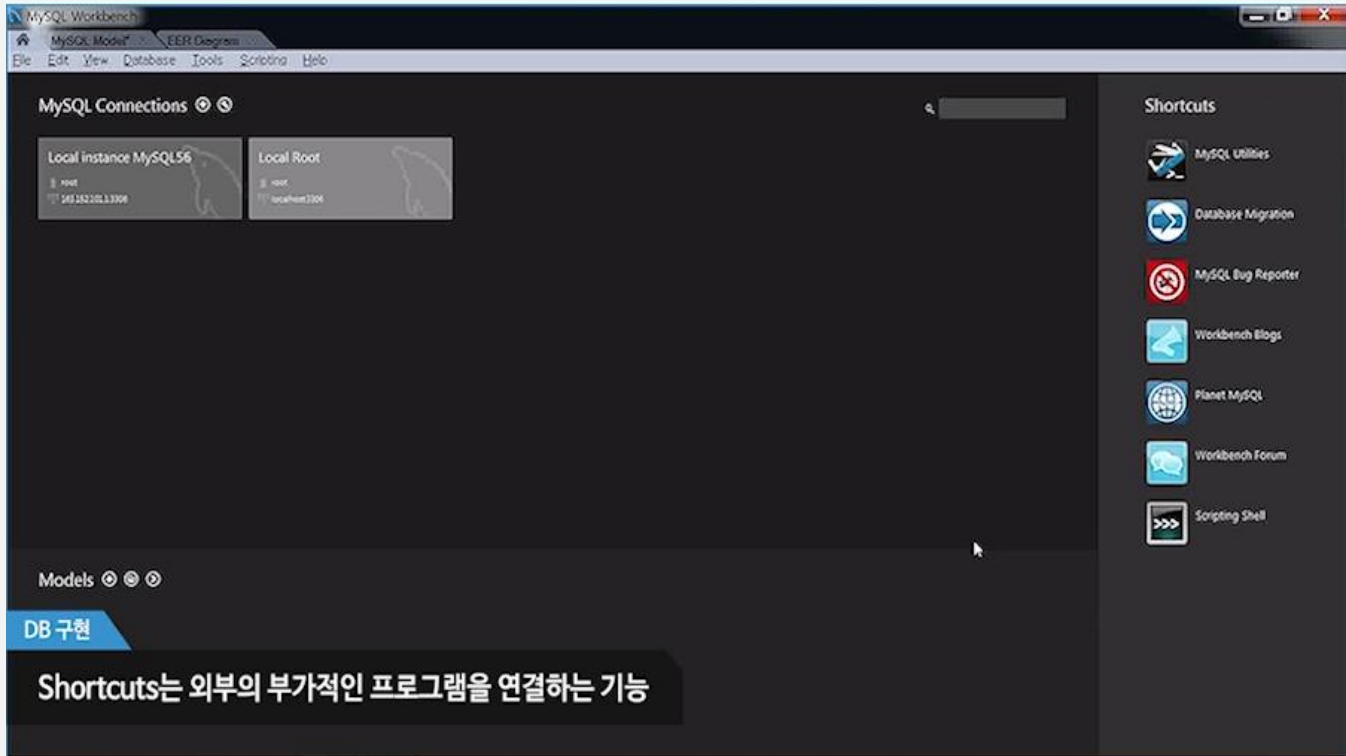 MySQL Workbench
MySQL Model* EER Diagram
File Edit View Database Tools Scripting Help
MySQL Connections
Local instance MySQL56
root
Local Root
root
localhost:3306
Shortcuts
MySQL Utilities
Database Migration
MySQL Bug Reporter
Workbench Blogs
Planet MySQL
Workbench Forum
Scripting Shell
Models
DB 구현
Shortcuts는 외부의 부가적인 프로그램을 연결하는 기능